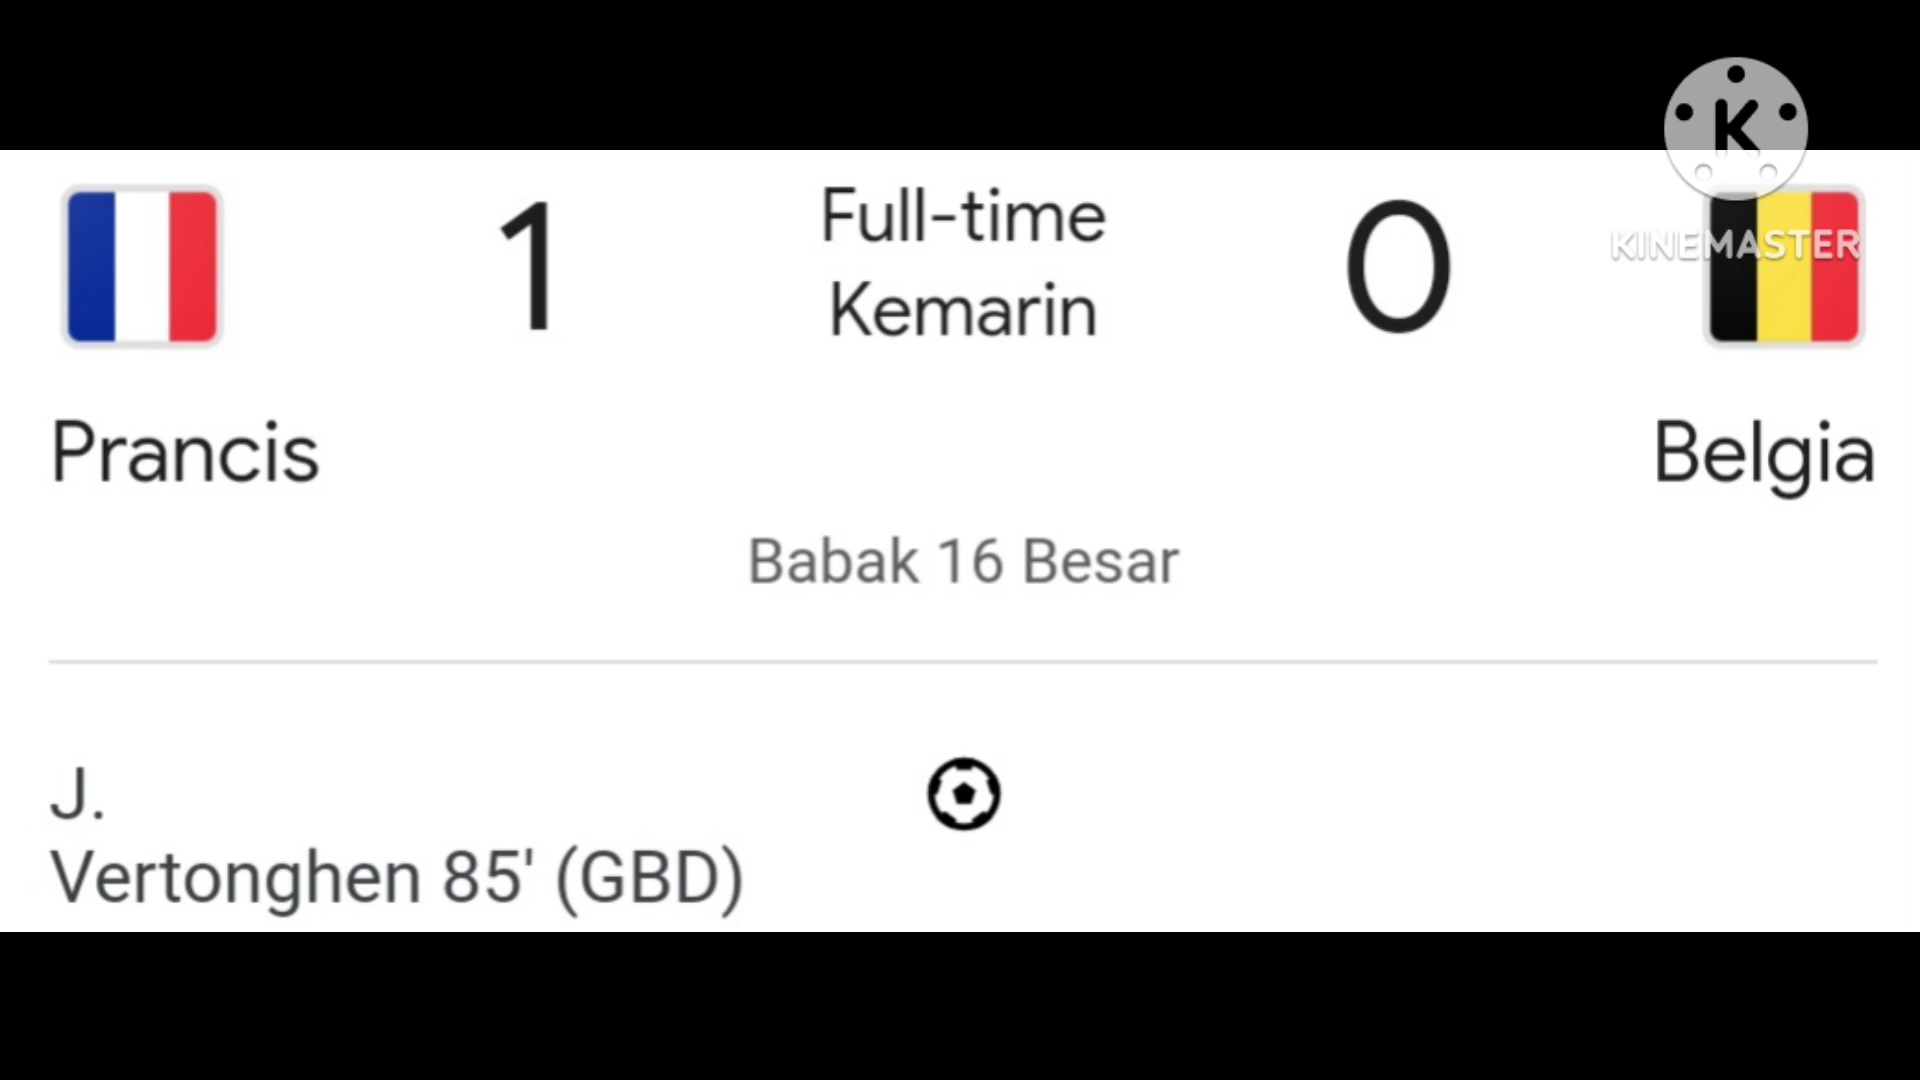 K
KINEMASTER
1 Full-time 0
Kemarin
Prancis Belgia
Babak 16 Besar
J.
Vertonghen 85' (GBD)